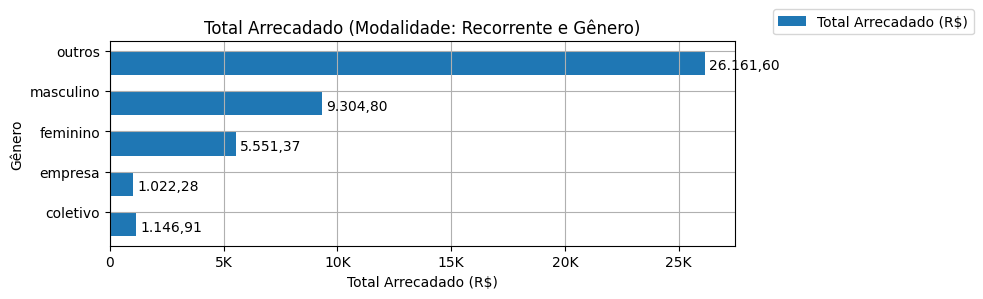 Total Arrecadado (R$)
Total Arrecadado (Modalidade: Recorrente e Gênero)
outros
26.161,60
masculino
9.304,80
feminino
5.551,37
empresa
1.022,28
coletivo
1.146,91
Gênero
0 5K 10K 15K 20K 25K
Total Arrecadado (R$)